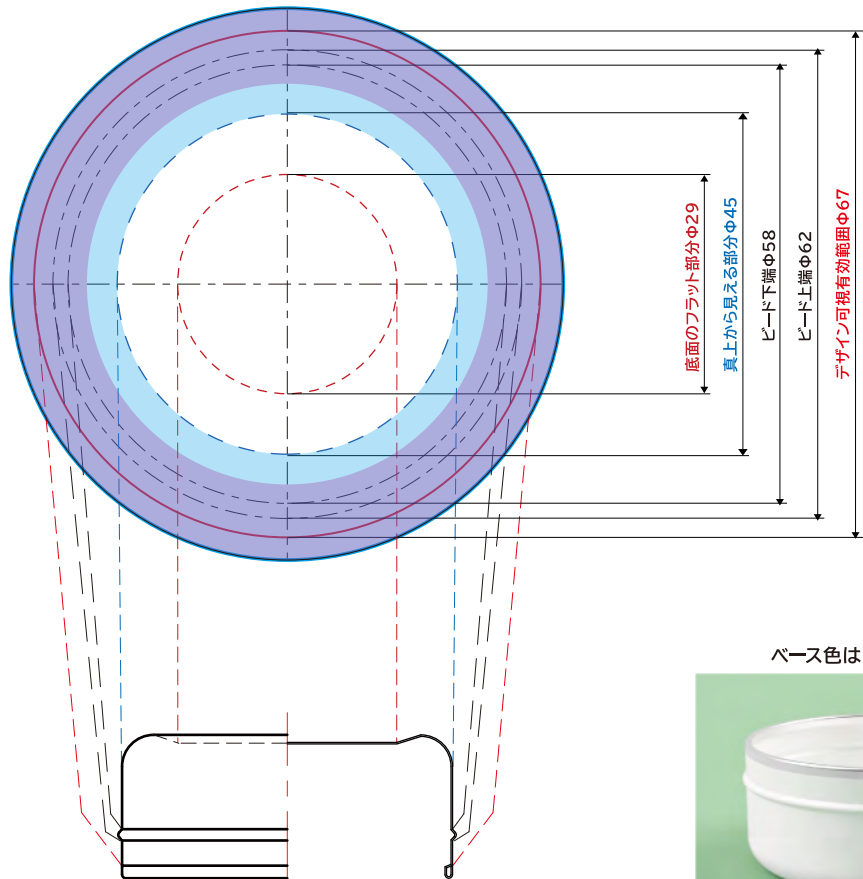 底面のフラット部分Φ29
真上から見える部分Φ45
ビード下端Φ58
ビード上端Φ62
デザイン可視有効範囲Φ67
ベース色は